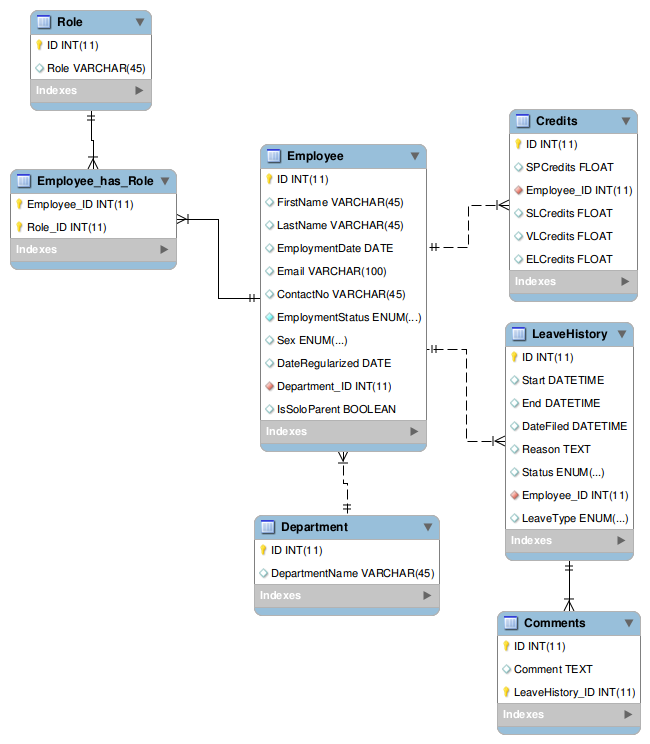 Role
ID INT(11)
Role VARCHAR(45)
Indexes
Employee_has_Role
Employee_ID INT(11)
Role_ID INT(11)
Indexes
Employee
ID INT(11)
FirstName VARCHAR(45)
LastName VARCHAR(45)
EmploymentDate DATE
Email VARCHAR(100)
ContactNo VARCHAR(45)
EmploymentStatus ENUM(...)
Sex ENUM(...)
DateRegularized DATE
Department_ID INT(11)
IsSoloParent BOOLEAN
Indexes
Department
ID INT(11)
DepartmentName VARCHAR(45)
Indexes
Credits
ID INT(11)
SPCredits FLOAT
Employee_ID INT(11)
SLCredits FLOAT
VLCredits FLOAT
ELCredits FLOAT
Indexes
LeaveHistory
ID INT(11)
Start DATETIME
End DATETIME
DateFiled DATETIME
Reason TEXT
Status ENUM(...)
Employee_ID INT(11)
LeaveType ENUM(...)
Indexes
Comments
ID INT(11)
Comment TEXT
LeaveHistory_ID INT(11)
Indexes